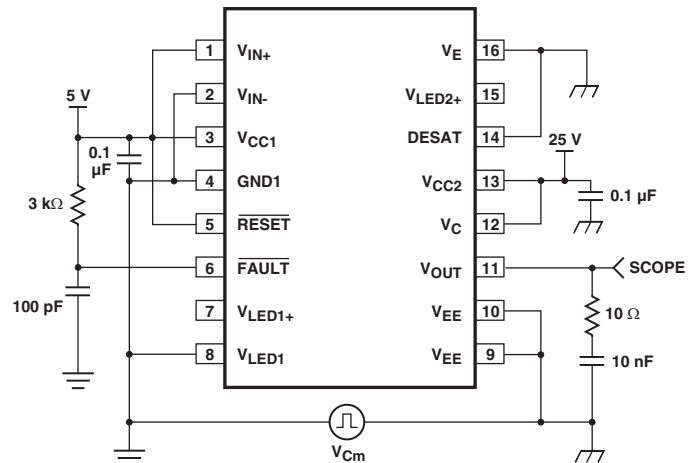 1 V_IN+
2 V_IN-
3 V_CC1
4 GND1
5 RESET
6 FAULT
7 V_LED1+
8 V_LED1
V_E 16
V_LED2+ 15
DESAT 14
V_CC2 13
V_C 12
V_OUT 11
V_EE 10
V_EE 9
5 V
0.1
µF
3 kΩ
100 pF
25 V
0.1 µF
SCOPE
10 Ω
10 nF
V_Cm